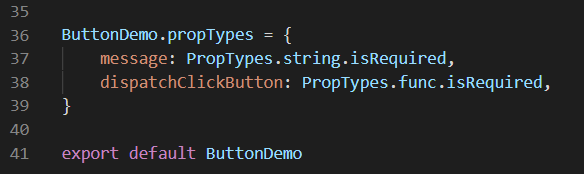 35
36 ButtonDemo.propTypes = {
37     message: PropTypes.string.isRequired,
38     dispatchClickButton: PropTypes.func.isRequired,
39 }
40
41 export default ButtonDemo